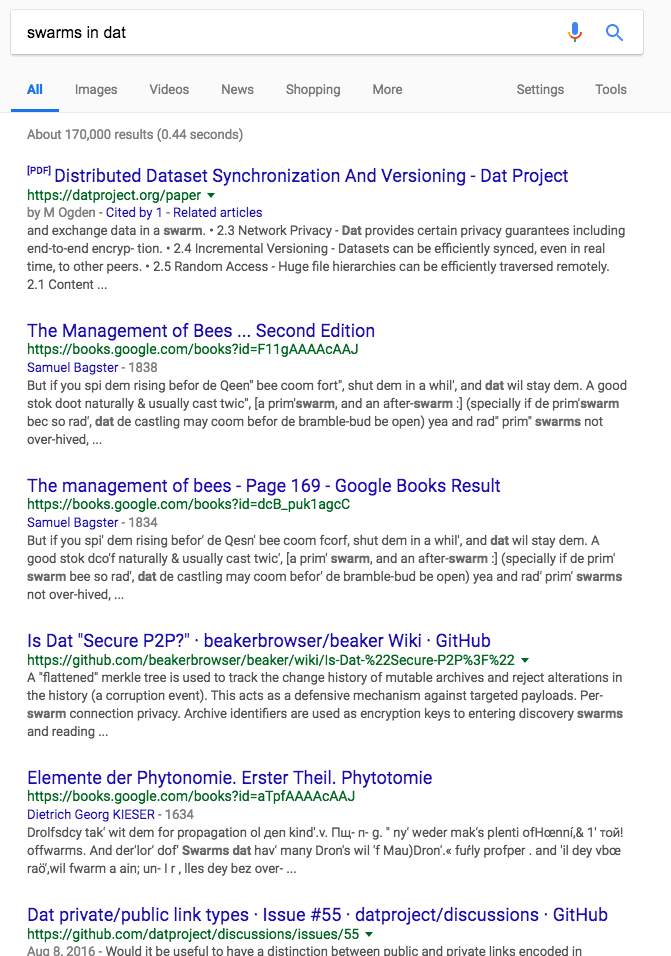 swarms in dat
All Images Videos News Shopping More Settings Tools
About 170,000 results (0.44 seconds)
[PDF] Distributed Dataset Synchronization And Versioning - Dat Project
https://datproject.org/paper
by M Ogden - Cited by 1 - Related articles
and exchange data in a swarm. • 2.3 Network Privacy - Dat provides certain privacy guarantees including
end-to-end encryp- tion. • 2.4 Incremental Versioning - Datasets can be efficiently synced, even in real
time, to other peers. • 2.5 Random Access - Huge file hierarchies can be efficiently traversed remotely.
2.1 Content ...
The Management of Bees ... Second Edition
https://books.google.com/books?id=F11gAAAAcAAJ
Samuel Bagster - 1838
But if you spi dem rising befor de Qeen" bee coom fort", shut dem in a whil', and dat wil stay dem. A good
stok doot naturally & usually cast twic", [a prim'swarm, and an after-swarm :] (specially if de prim'swarm
bec so rad', dat de castling may coom befor de bramble-bud be open) yea and rad" prim" swarms not
over-hived, ...
The management of bees - Page 169 - Google Books Result
https://books.google.com/books?id=dcB_puk1agcC
Samuel Bagster - 1834
But if you spi' dem rising befor' de Qesn' bee coom fcorf, shut dem in a whil', and dat wil stay dem. A
good stok dco'f naturally & usually cast twic', [a prim' swarm, and an after-swarm :] (specially if de prim'
swarm bee so rad', dat de castling may coom befor' de bramble-bud be open) yea and rad' prim' swarms
not over-hived, ...
Is Dat "Secure P2P?" · beakerbrowser/beaker Wiki · GitHub
https://github.com/beakerbrowser/beaker/wiki/Is-Dat-%22Secure-P2P%3F%22
A "flattened" merkle tree is used to track the change history of mutable archives and reject alterations in
the history (a corruption event). This acts as a defensive mechanism against targeted payloads. Per-
swarm connection privacy. Archive identifiers are used as encryption keys to entering discovery swarms
and reading ...
Elemente der Phytonomie. Erster Theil. Phytotomie
https://books.google.com/books?id=aTpfAAAAcAAJ
Dietrich Georg KIESER - 1634
Drolfsdcy tak' wit dem for propagation ol деп kind'.v. Пщ- п- g. " ny' weder mak's plenti ofHœnní,& 1' той!
offwarms. And der'lor' dof' Swarms dat hav' many Dron's wil 'f Mau)Dron'.« fuŕly profper . and 'il dey vbœ
raö',wil fwarm a ain; un- l r , lles dey bez over- ...
Dat private/public link types · Issue #55 · datproject/discussions · GitHub
https://github.com/datproject/discussions/issues/55
Aug 8, 2016 - Would it be useful to have a distinction between public and private links encoded in